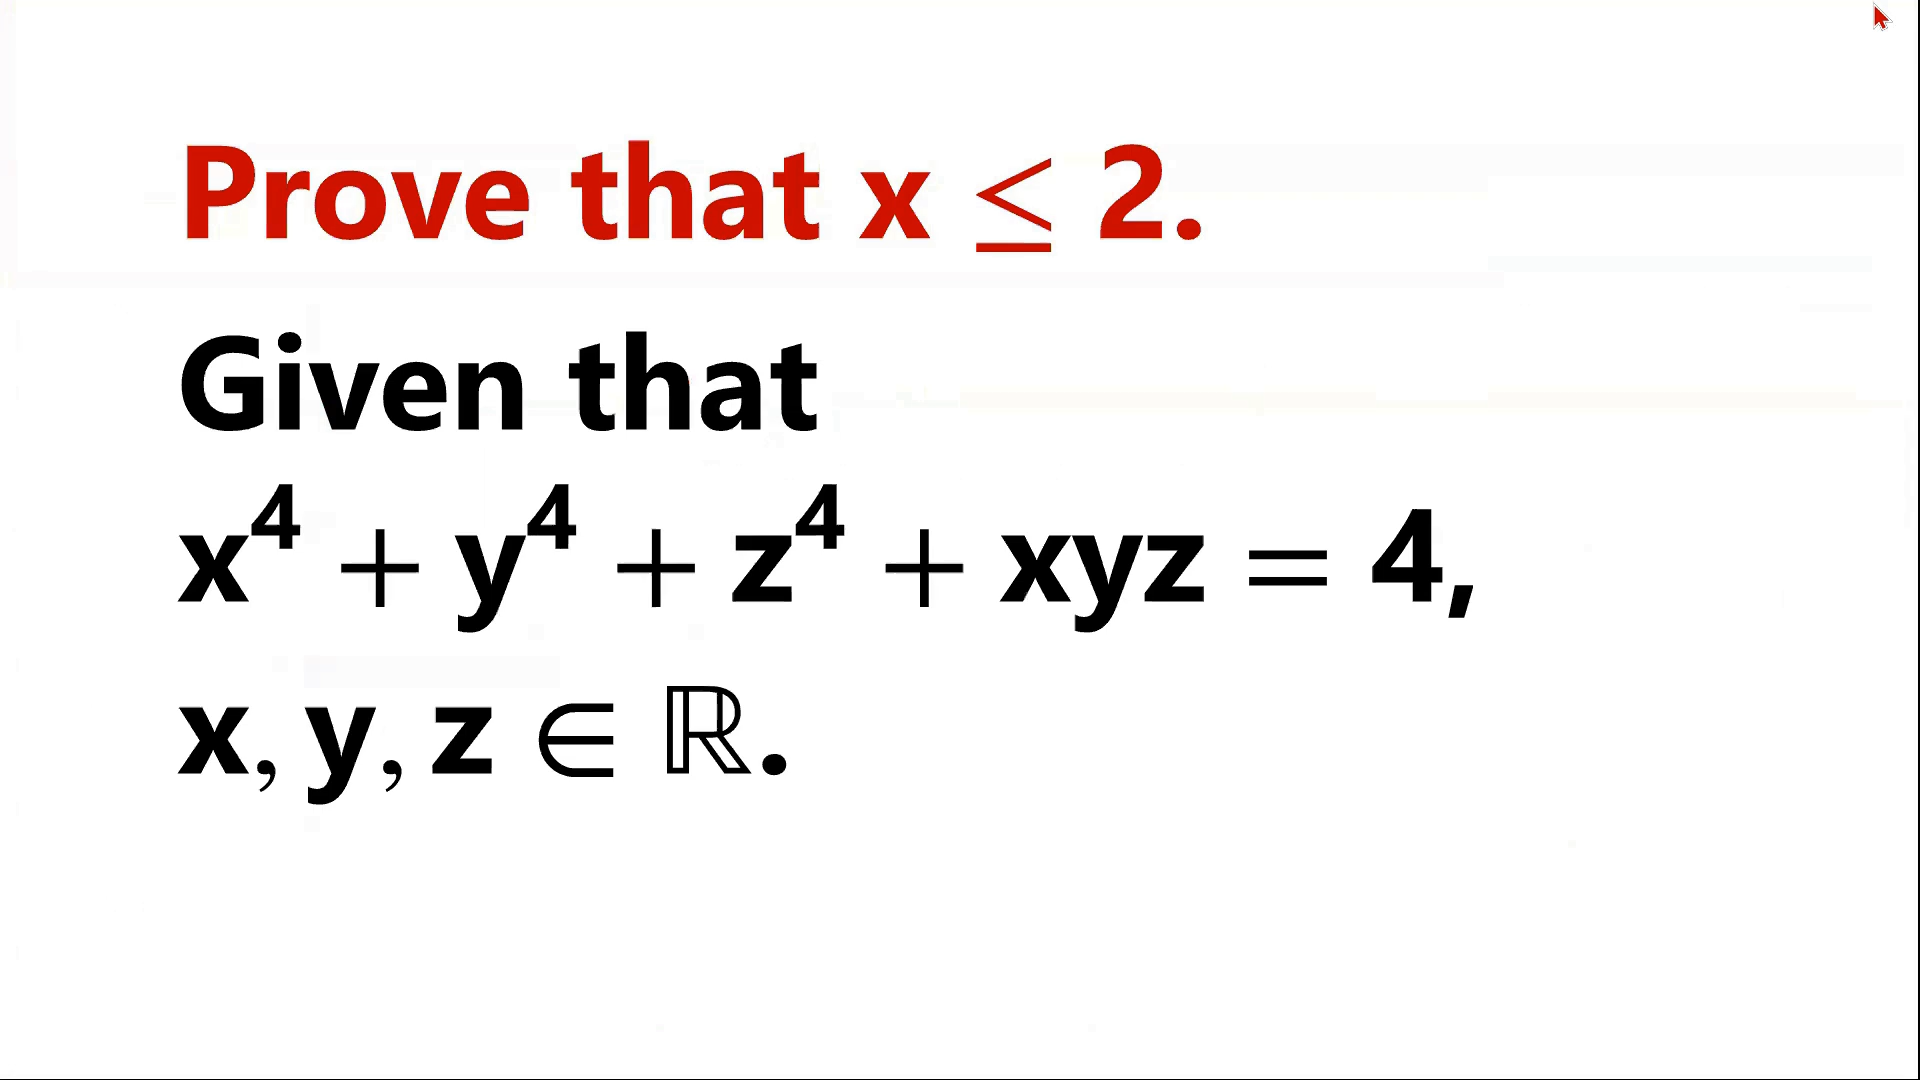 Prove that x ≤ 2.
Given that
x⁴ + y⁴ + z⁴ + xyz = 4,
x, y, z ∈ ℝ.